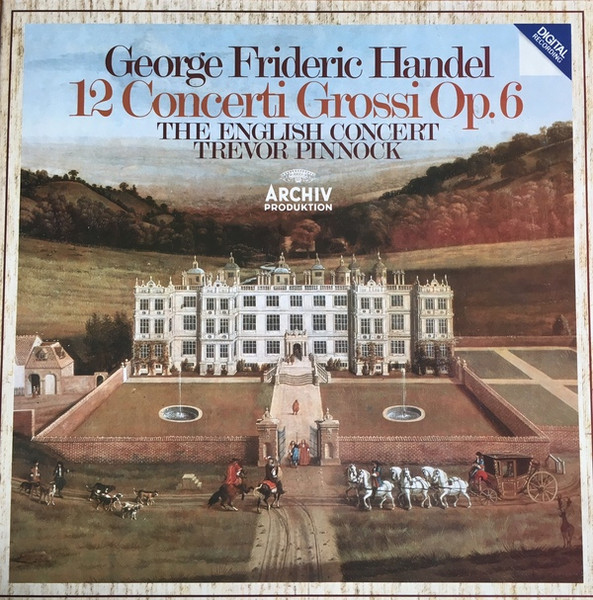 DIGITAL
RECORDING
George Frideric Handel
12 Concerti Grossi Op.6
THE ENGLISH CONCERT
TREVOR PINNOCK
ARCHIV
PRODUKTION